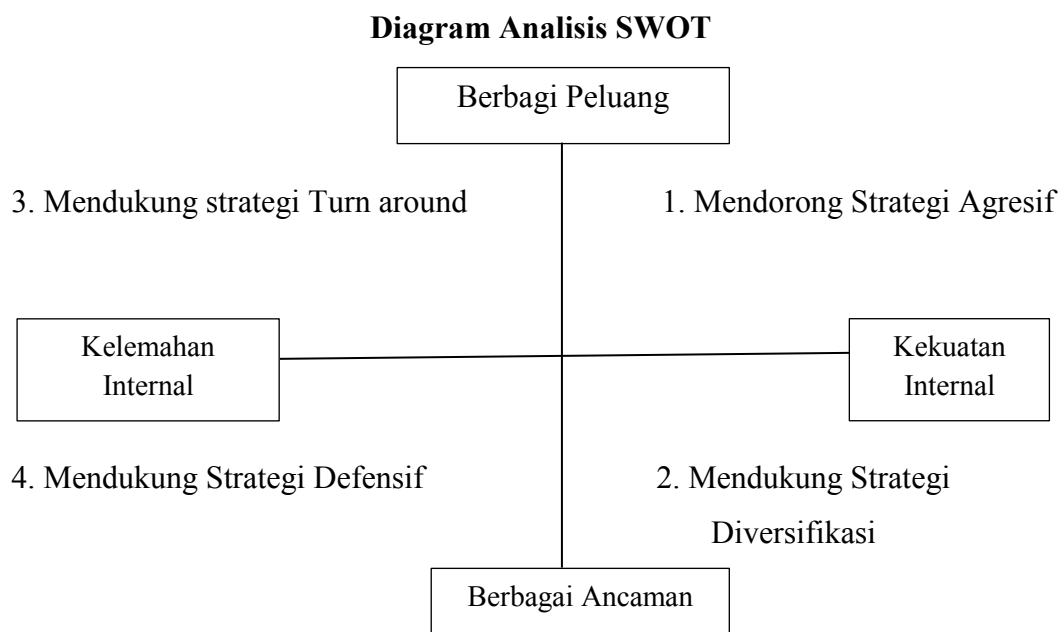 Diagram Analisis SWOT
Berbagi Peluang
3. Mendukung strategi Turn around
1. Mendorong Strategi Agresif
Kelemahan
Internal
Kekuatan
Internal
4. Mendukung Strategi Defensif
2. Mendukung Strategi
Diversifikasi
Berbagai Ancaman